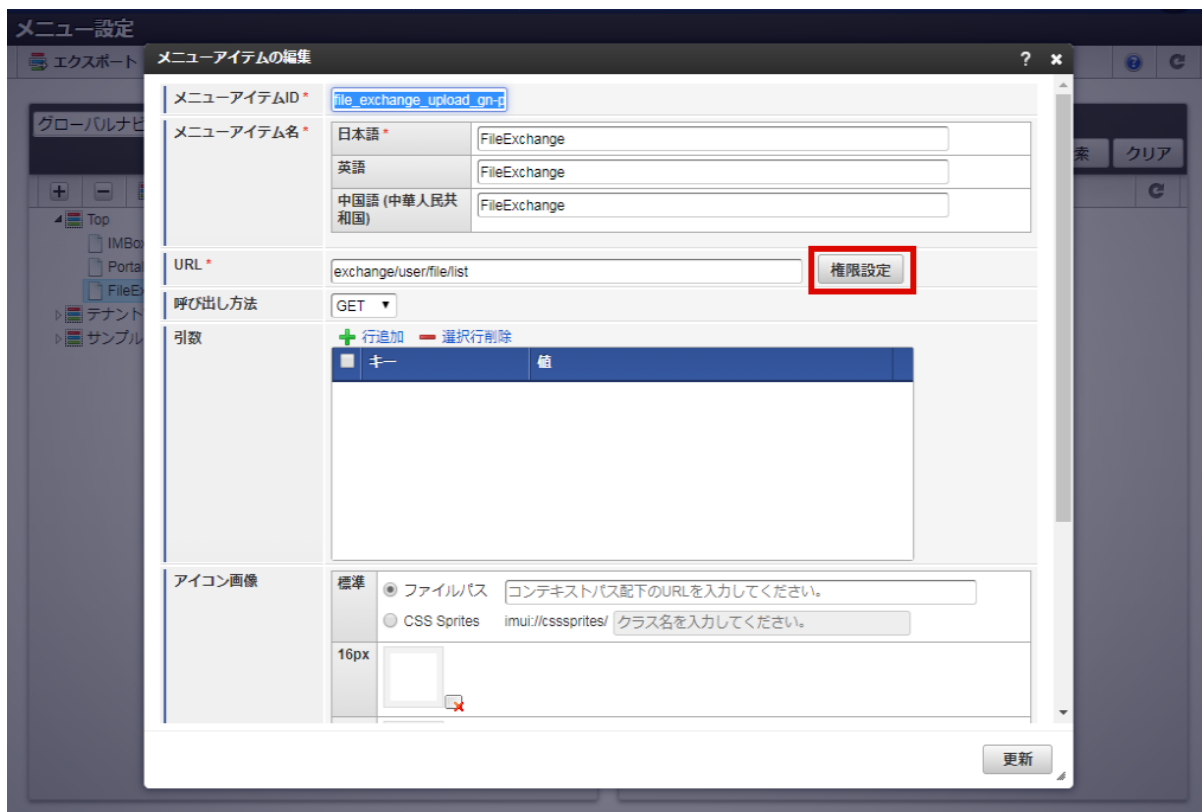 メニュー設定
エクスポート
メニューアイテムの編集
?
グローバルナビ
索
クリア
Top
IMBox
Portal
FileEx
テナント
サンプル
メニューアイテムID *
file_exchange_upload_gn-p
メニューアイテム名 *
日本語 *
FileExchange
英語
FileExchange
中国語 (中華人民共
和国)
FileExchange
URL *
exchange/user/file/list
権限設定
呼び出し方法
GET
引数
行追加
選択行削除
キー
値
アイコン画像
標準
ファイルパス
コンテキストパス配下のURLを入力してください。
CSS Sprites
imui://csssprites/
クラス名を入力してください。
16px
更新